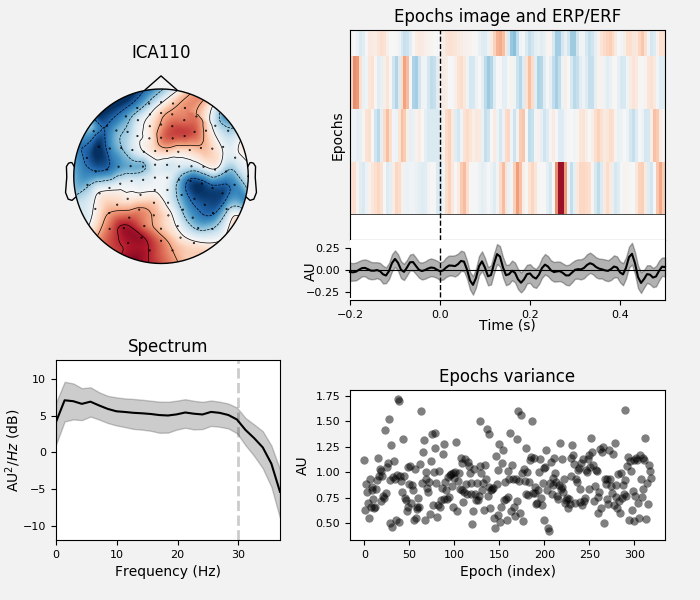 ICA110
Epochs image and ERP/ERF
Epochs
0.25
0.00
−0.25
AU
−0.2
0.0
0.2
0.4
Time (s)
Spectrum
10
5
0
−5
−10
AU²/Hz (dB)
0
10
20
30
Frequency (Hz)
Epochs variance
1.75
1.50
1.25
1.00
0.75
0.50
AU
0
50
100
150
200
250
300
Epoch (index)